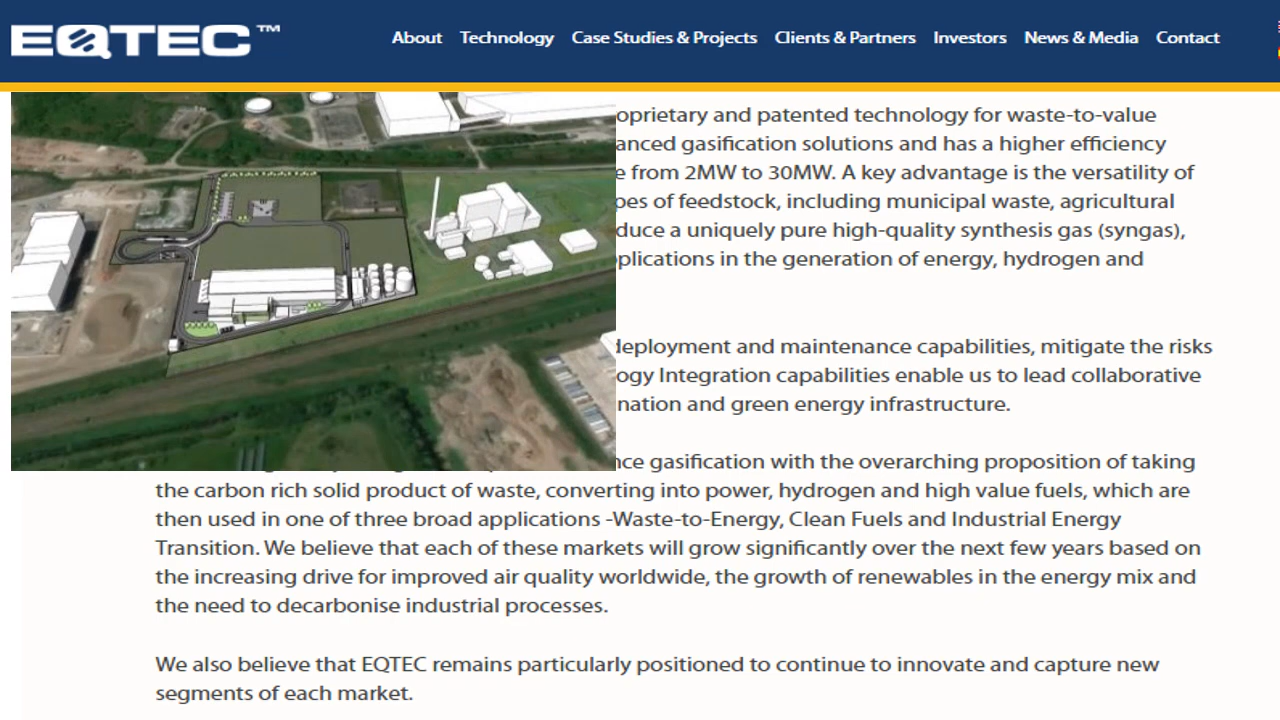 EQTEC™
About Technology Case Studies & Projects Clients & Partners Investors News & Media Contact
oprietary and patented technology for waste-to-value
anced gasification solutions and has a higher efficiency
e from 2MW to 30MW. A key advantage is the versatility of
pes of feedstock, including municipal waste, agricultural
duce a uniquely pure high-quality synthesis gas (syngas),
plications in the generation of energy, hydrogen and
deployment and maintenance capabilities, mitigate the risks
ogy Integration capabilities enable us to lead collaborative
nation and green energy infrastructure.
nce gasification with the overarching proposition of taking
the carbon rich solid product of waste, converting into power, hydrogen and high value fuels, which are
then used in one of three broad applications -Waste-to-Energy, Clean Fuels and Industrial Energy
Transition. We believe that each of these markets will grow significantly over the next few years based on
the increasing drive for improved air quality worldwide, the growth of renewables in the energy mix and
the need to decarbonise industrial processes.
We also believe that EQTEC remains particularly positioned to continue to innovate and capture new
segments of each market.